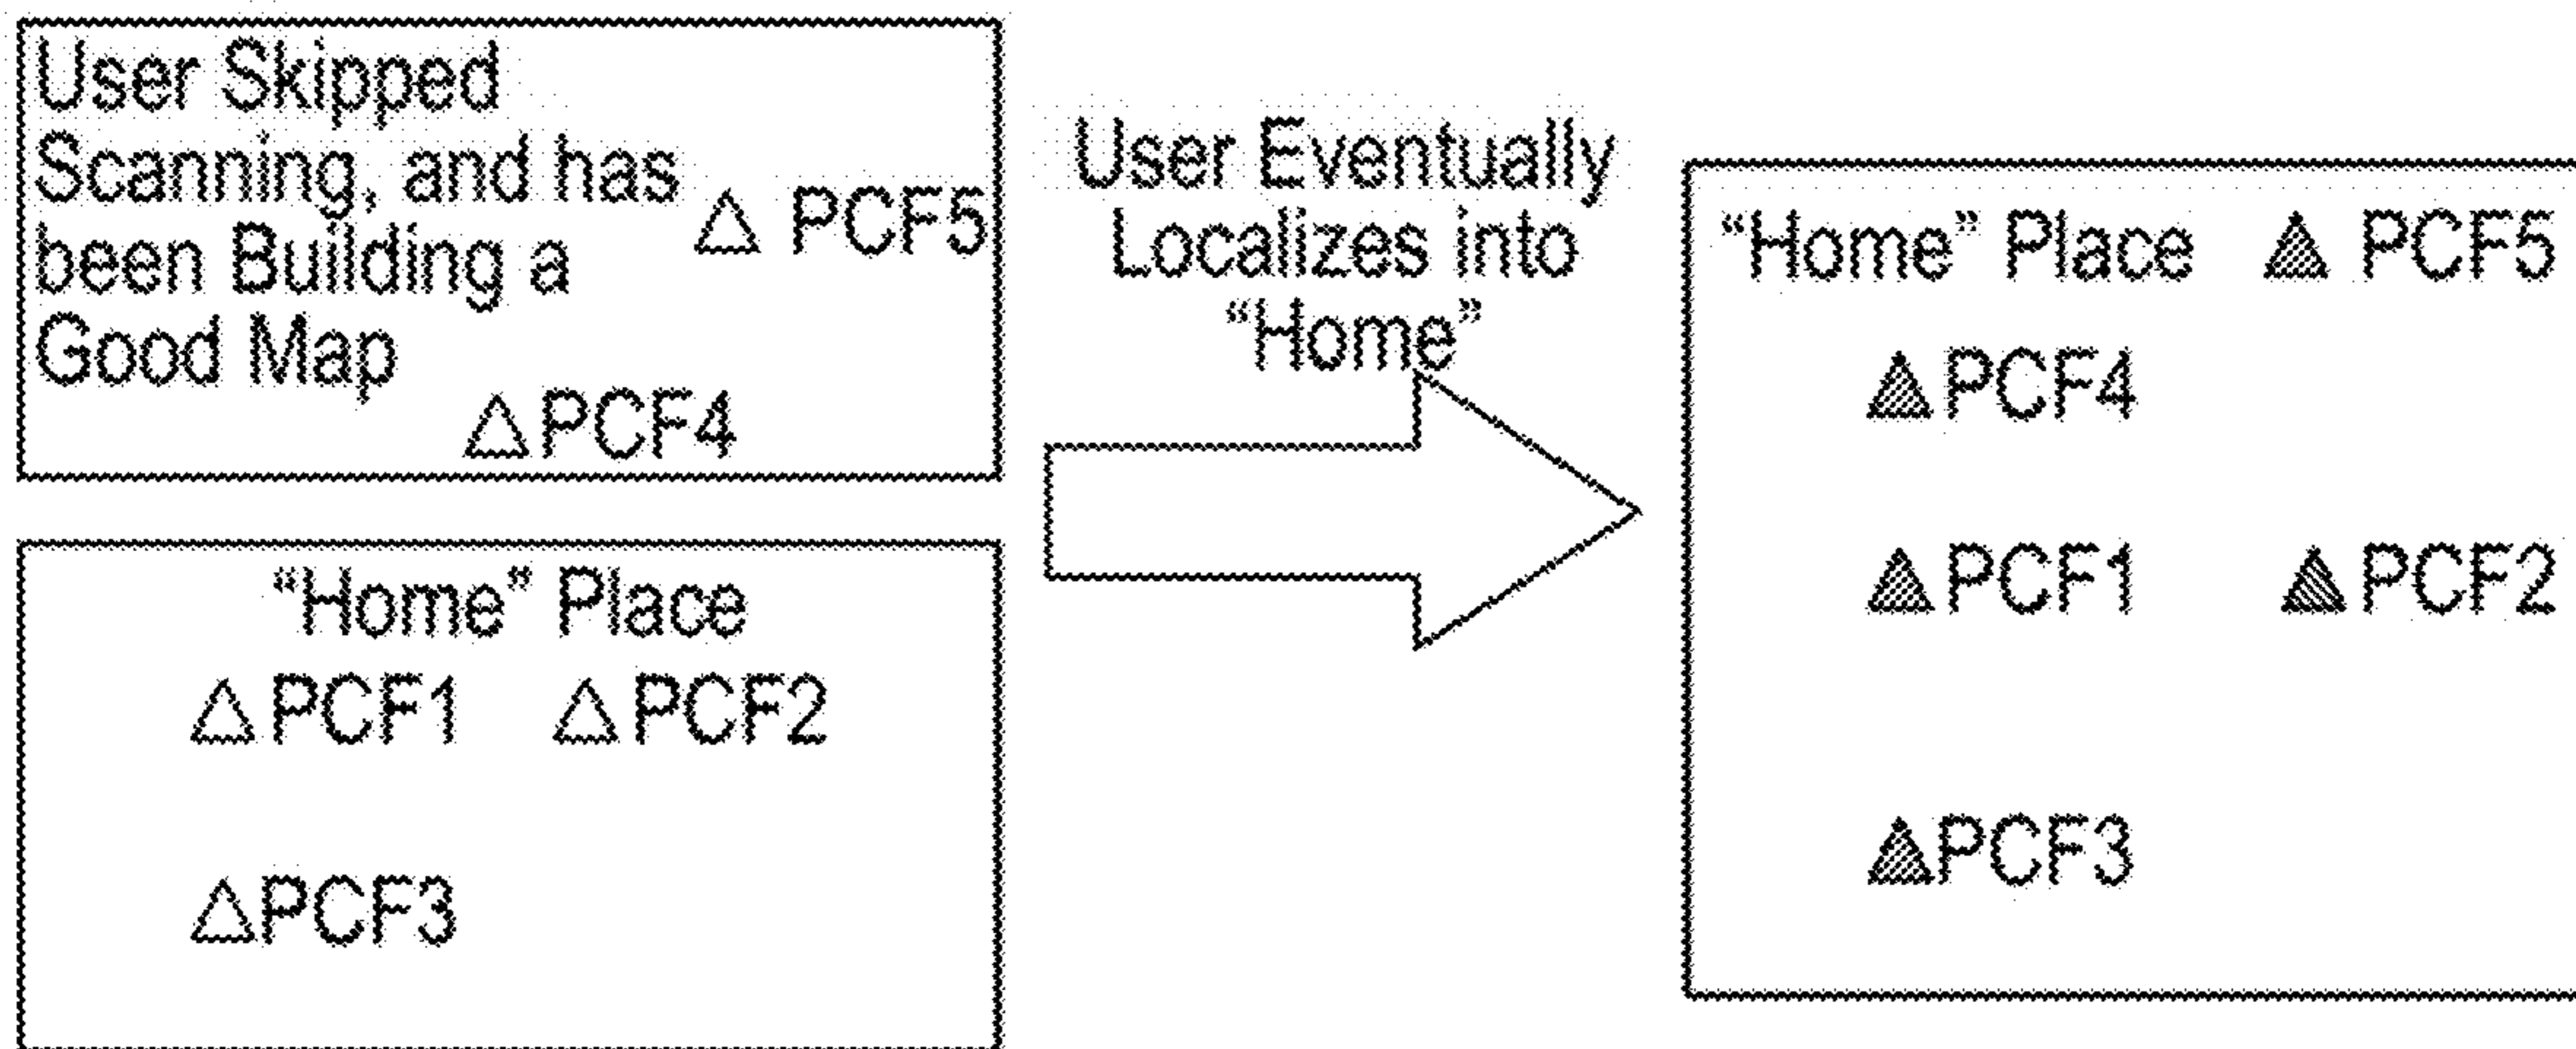 User Skipped
Scanning, and has
been Building a
Good Map
PCF5
PCF4
"Home" Place
PCF1 PCF2
PCF3
User Eventually
Localizes into
"Home"
"Home" Place PCF5
PCF4
PCF1 PCF2
PCF3